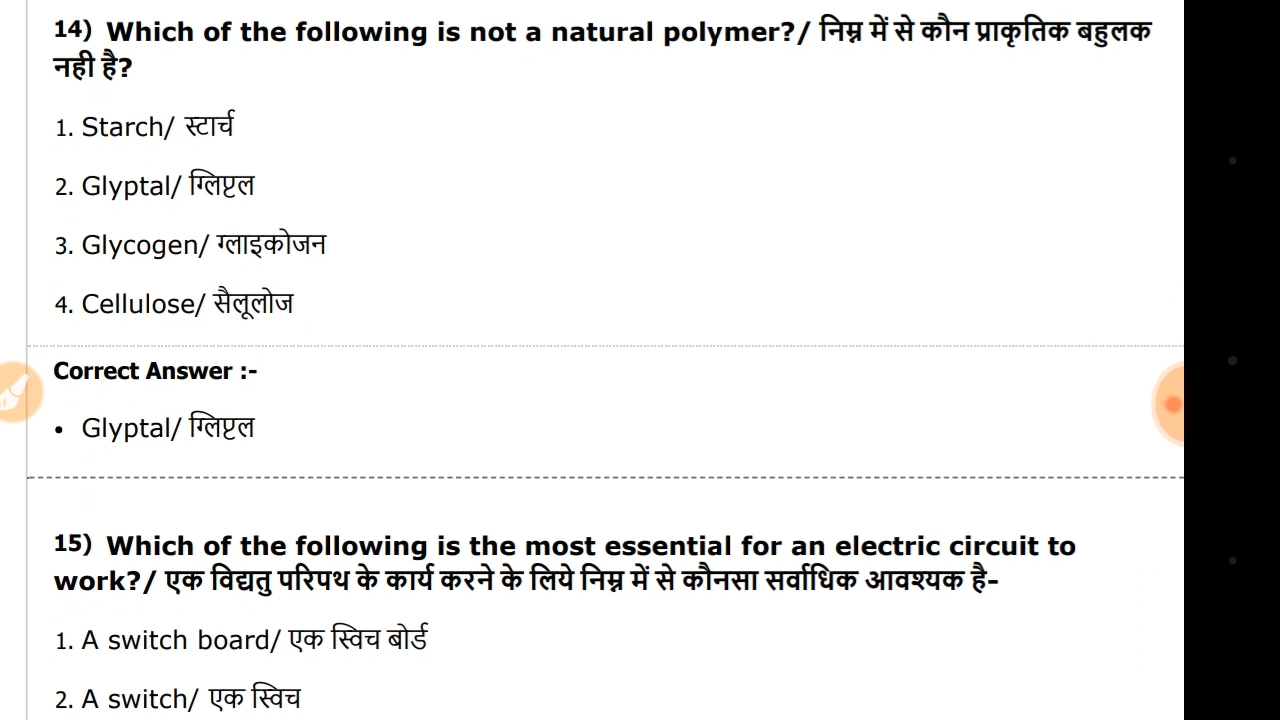 14) Which of the following is not a natural polymer?/ निम्न में से कौन प्राकृतिक बहुलक
नही है?
1. Starch/ स्टार्च
2. Glyptal/ ग्लिप्टल
3. Glycogen/ ग्लाइकोजन
4. Cellulose/ सैलूलोज
Correct Answer :-
• Glyptal/ ग्लिप्टल
15) Which of the following is the most essential for an electric circuit to
work?/ एक विद्यतु परिपथ के कार्य करने के लिये निम्न में से कौनसा सर्वाधिक आवश्यक है-
1. A switch board/ एक स्विच बोर्ड
2. A switch/ एक स्विच